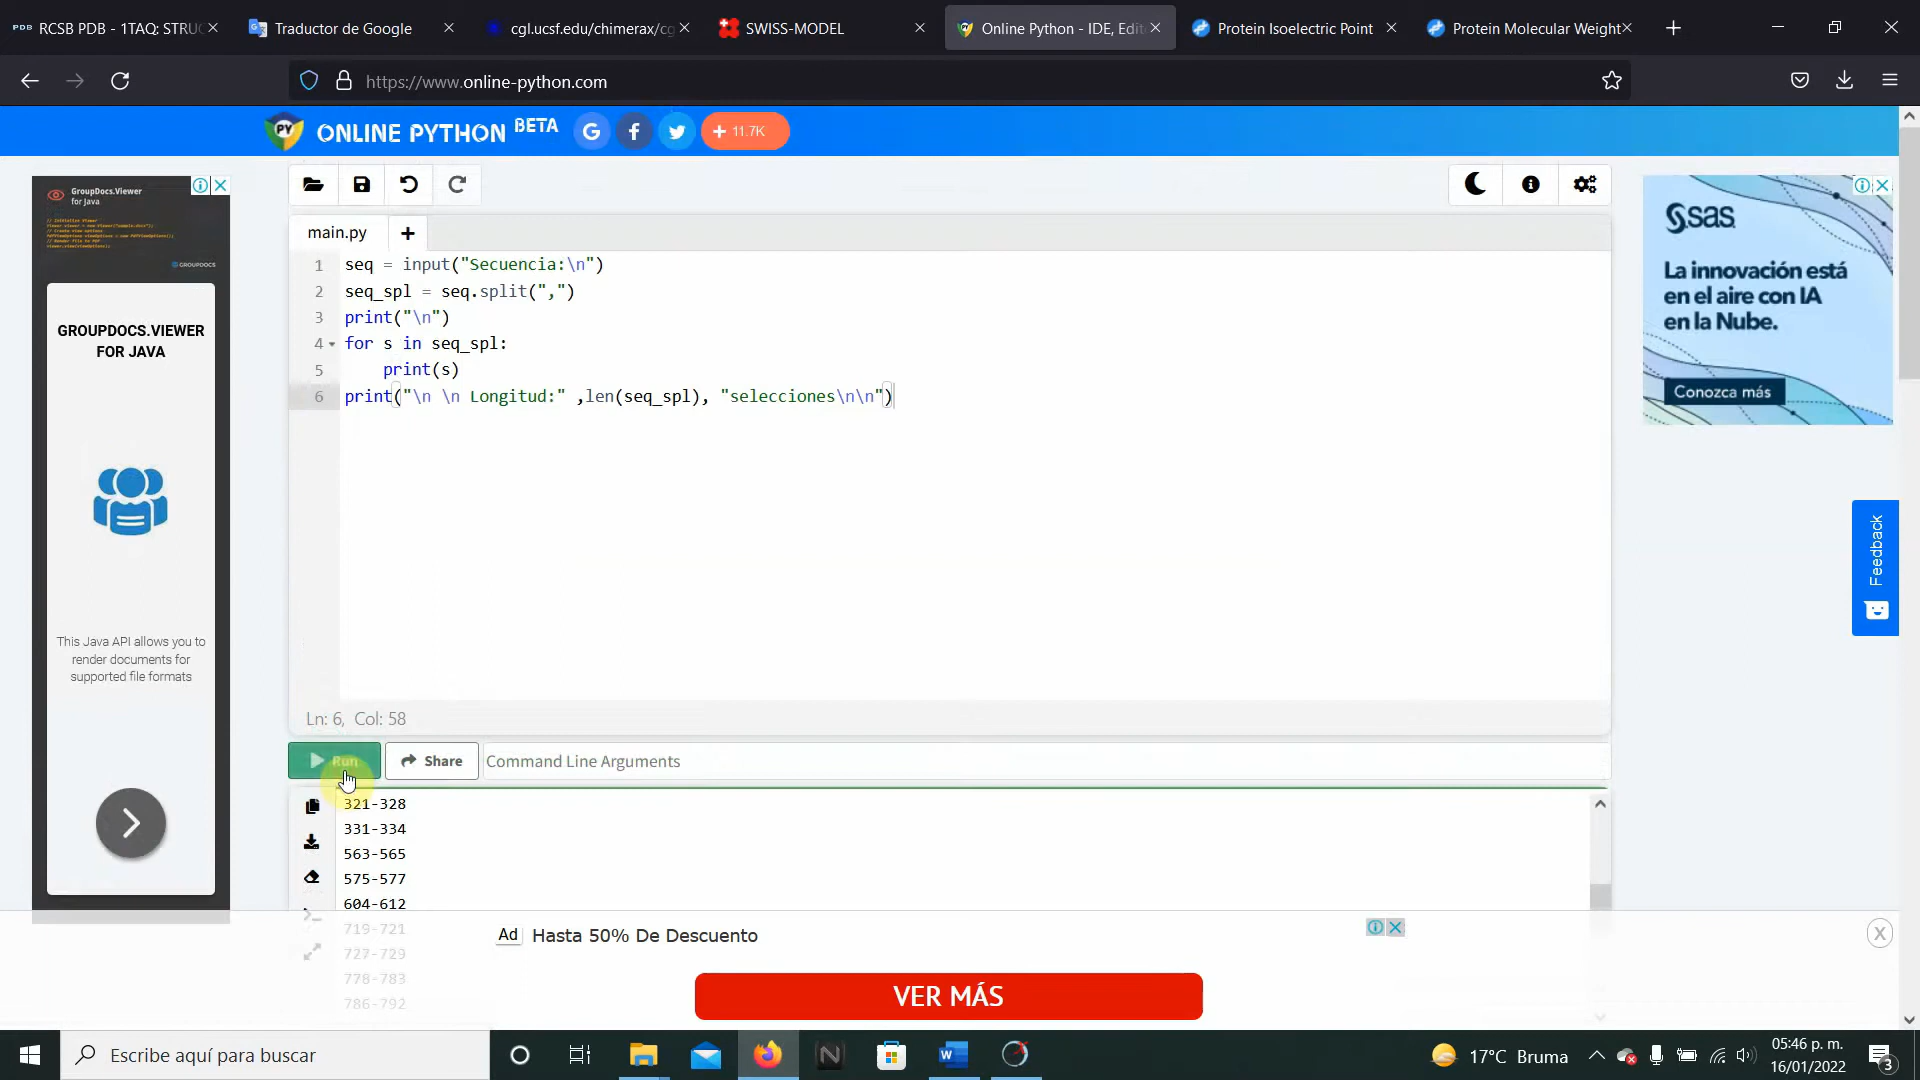 RCSB PDB - 1TAQ: STRUC
Traductor de Google
cgl.ucsf.edu/chimerax/cg
SWISS-MODEL
Online Python - IDE, Edit
Protein Isoelectric Point
Protein Molecular Weight
https://www.online-python.com
PY ONLINE PYTHON BETA
G
f
+ 11.7K
GroupDocs.Viewer
for Java
GROUPDOCS
GROUPDOCS.VIEWER
FOR JAVA
This Java API allows you to
render documents for
supported file formats
main.py +
1 seq = input("Secuencia:\n")
2 seq_spl = seq.split(",")
3 print("\n")
4 for s in seq_spl:
5 print(s)
6 print("\n \n Longitud:" ,len(seq_spl), "selecciones\n\n")
Ln: 6, Col: 58
Run
Share
Command Line Arguments
321-328
331-334
563-565
575-577
604-612
719-721
727-729
778-783
786-792
sas
La innovación está
en el aire con IA
en la Nube.
Conozca más
Feedback
Ad Hasta 50% De Descuento
X
VER MÁS
Escribe aquí para buscar
N
W
17°C Bruma
05:46 p. m.
16/01/2022
3